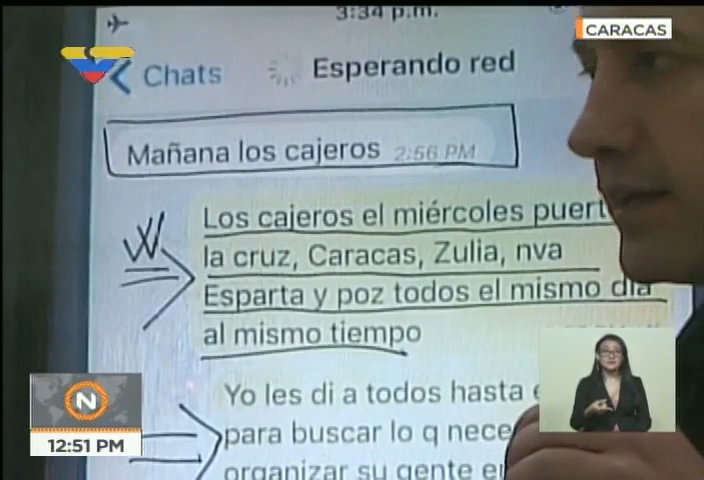 3:34 p.m.
CARACAS
Chats
Esperando red
Mañana los cajeros 2:56 PM
W
Los cajeros el miércoles puert
la cruz, Caracas, Zulia, nva
Esparta y poz todos el mismo día
al mismo tiempo
Yo les di a todos hasta
para buscar lo q nece
organizar su gente en
N
12:51 PM